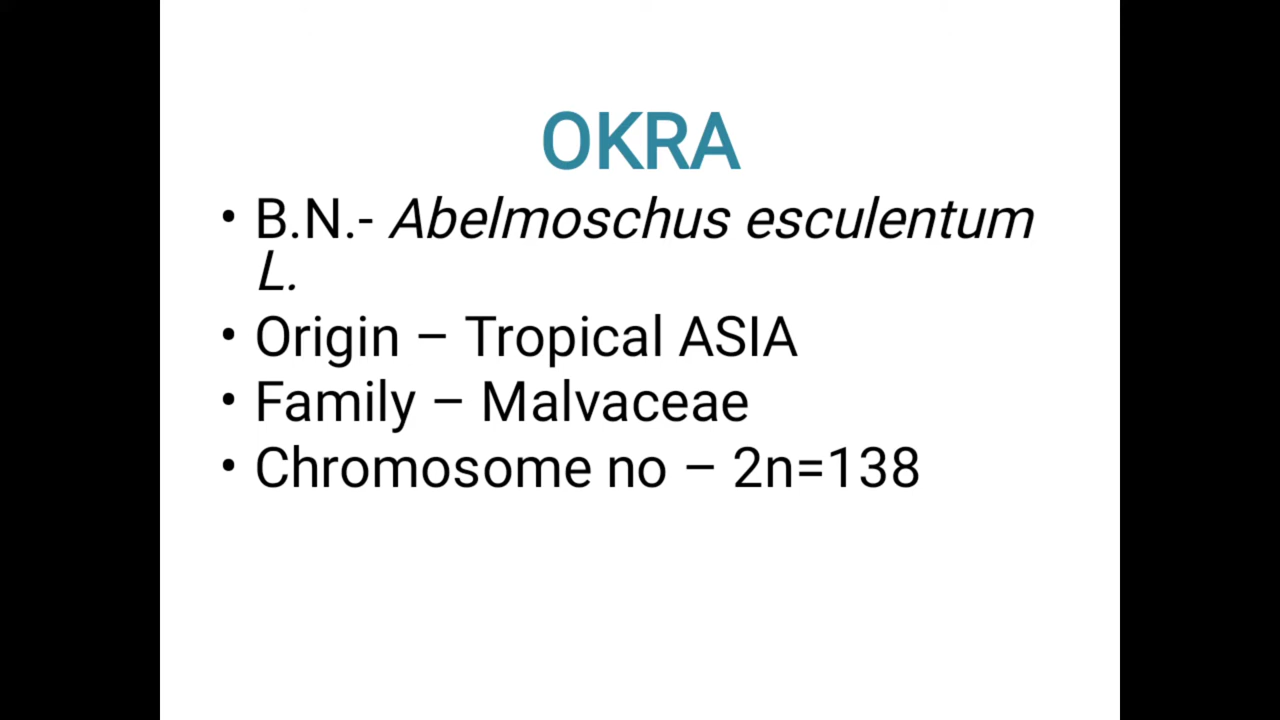 OKRA
• B.N.- Abelmoschus esculentum
L.
• Origin – Tropical ASIA
• Family – Malvaceae
• Chromosome no – 2n=138